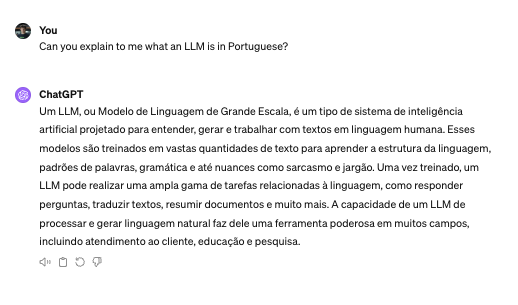 You
Can you explain to me what an LLM is in Portuguese?
ChatGPT
Um LLM, ou Modelo de Linguagem de Grande Escala, é um tipo de sistema de inteligência
artificial projetado para entender, gerar e trabalhar com textos em linguagem humana. Esses
modelos são treinados em vastas quantidades de texto para aprender a estrutura da linguagem,
padrões de palavras, gramática e até nuances como sarcasmo e jargão. Uma vez treinado, um
LLM pode realizar uma ampla gama de tarefas relacionadas à linguagem, como responder
perguntas, traduzir textos, resumir documentos e muito mais. A capacidade de um LLM de
processar e gerar linguagem natural faz dele uma ferramenta poderosa em muitos campos,
incluindo atendimento ao cliente, educação e pesquisa.